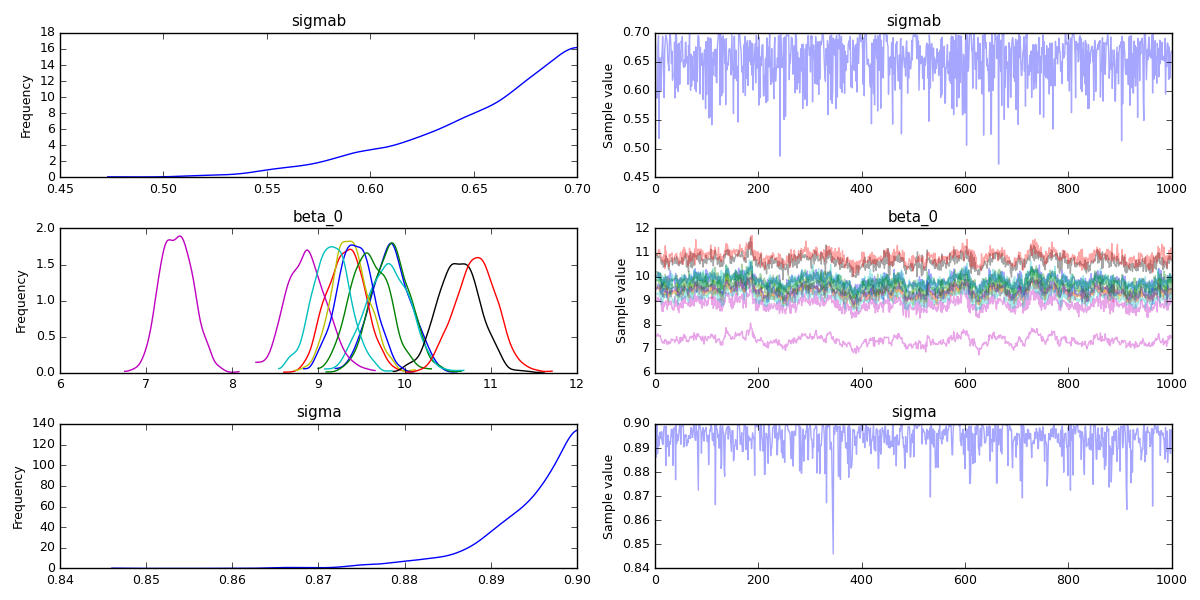 sigmab
Frequency
18
16
14
12
10
8
6
4
2
0
0.45 0.50 0.55 0.60 0.65 0.70
sigmab
Sample value
0.70
0.65
0.60
0.55
0.50
0.45
0 200 400 600 800 1000
beta_0
Frequency
2.0
1.5
1.0
0.5
0.0
6 7 8 9 10 11 12
beta_0
Sample value
12
11
10
9
8
7
6
0 200 400 600 800 1000
sigma
Frequency
140
120
100
80
60
40
20
0
0.84 0.85 0.86 0.87 0.88 0.89 0.90
sigma
Sample value
0.90
0.89
0.88
0.87
0.86
0.85
0.84
0 200 400 600 800 1000